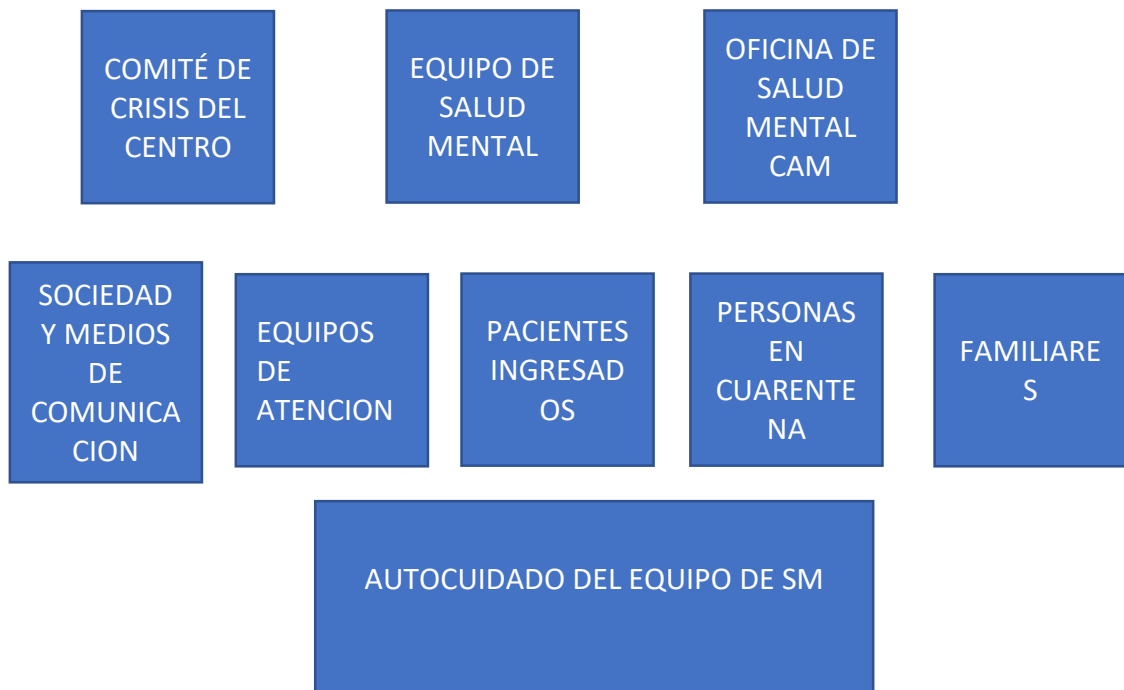 COMITÉ DE
CRISIS DEL
CENTRO
EQUIPO DE
SALUD
MENTAL
OFICINA DE
SALUD
MENTAL
CAM
SOCIEDAD
Y MEDIOS
DE
COMUNICA
CION
EQUIPOS
DE
ATENCION
PACIENTES
INGRESAD
OS
PERSONAS
EN
CUARENTE
NA
FAMILIARE
S
AUTOCUIDADO DEL EQUIPO DE SM